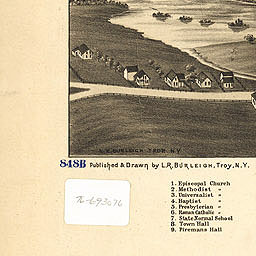 L.R. BURLEIGH TROY N.Y.
848B Published & Drawn by L.R. BURLEIGH, Troy, N.Y.
1. Episcopal Church
2. Methodist "
3. Universalist "
4. Baptist "
5. Presbyterian "
6. Roman Catholic "
7. State Normal School
8. Town Hall
9. Firemans Hall